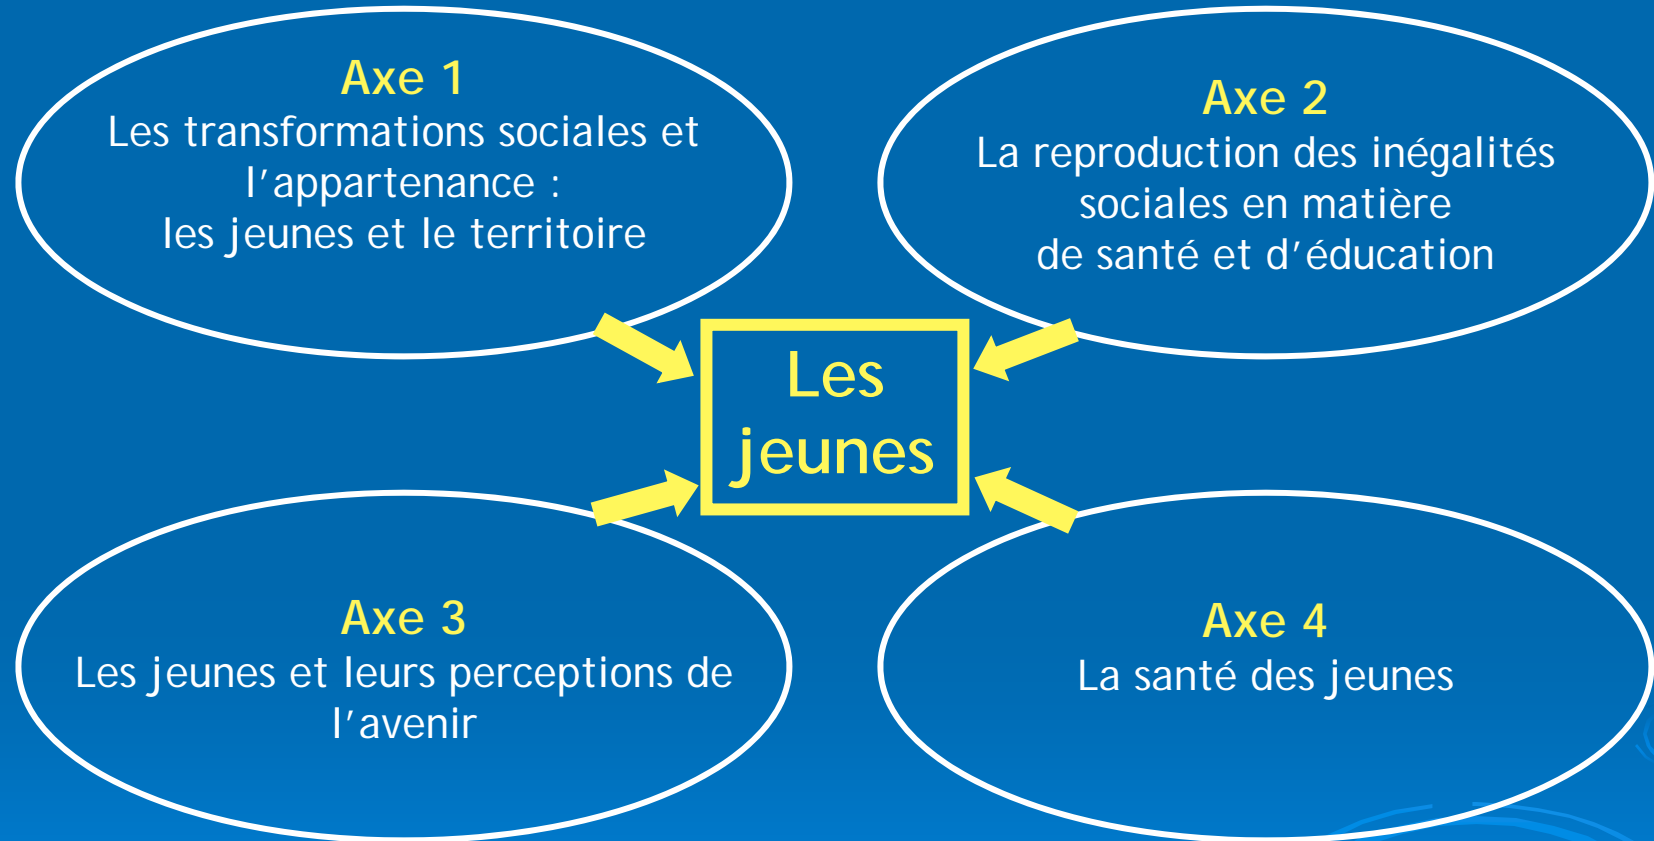 Axe 1
Les transformations sociales et
l’appartenance :
les jeunes et le territoire
Axe 2
La reproduction des inégalités
sociales en matière
de santé et d’éducation
Les
jeunes
Axe 3
Les jeunes et leurs perceptions de
l’avenir
Axe 4
La santé des jeunes